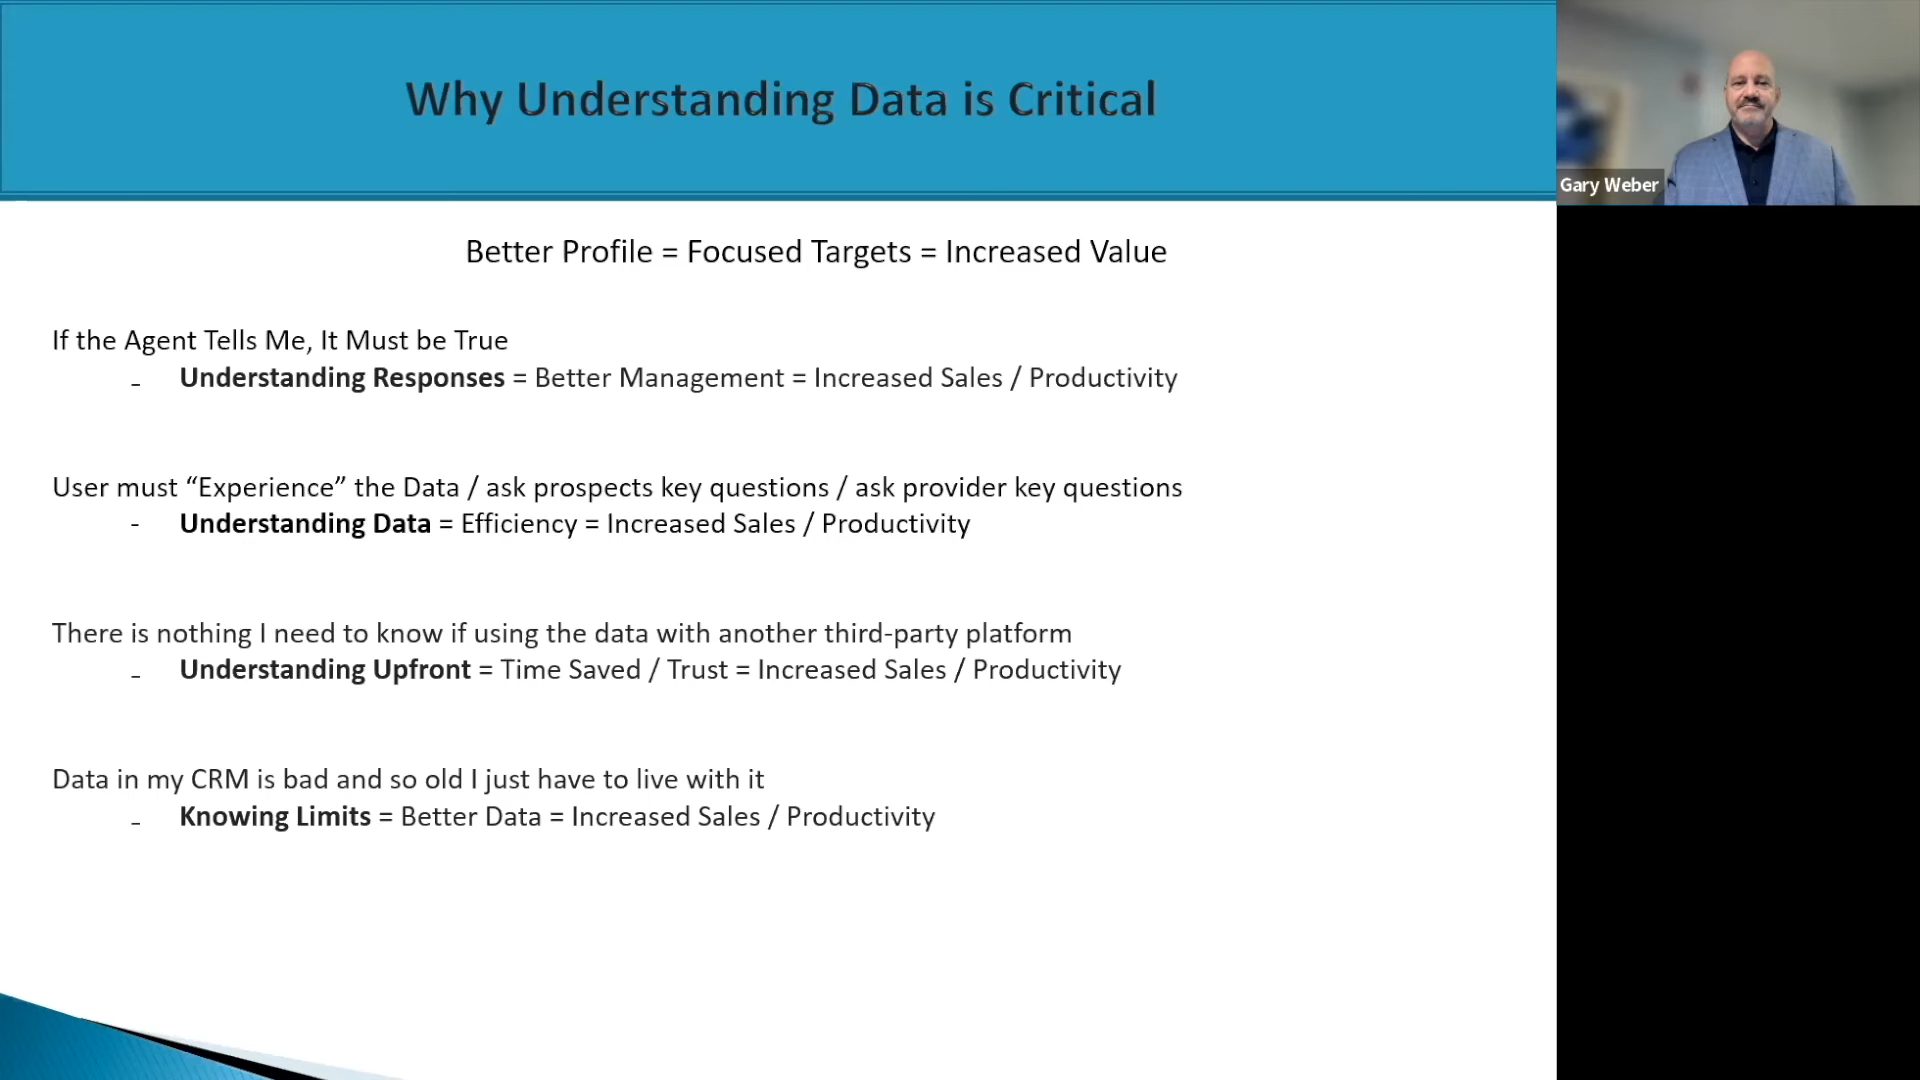 Why Understanding Data is Critical
Gary Weber
Better Profile = Focused Targets = Increased Value
If the Agent Tells Me, It Must be True
- Understanding Responses = Better Management = Increased Sales / Productivity
User must “Experience” the Data / ask prospects key questions / ask provider key questions
- Understanding Data = Efficiency = Increased Sales / Productivity
There is nothing I need to know if using the data with another third-party platform
- Understanding Upfront = Time Saved / Trust = Increased Sales / Productivity
Data in my CRM is bad and so old I just have to live with it
- Knowing Limits = Better Data = Increased Sales / Productivity